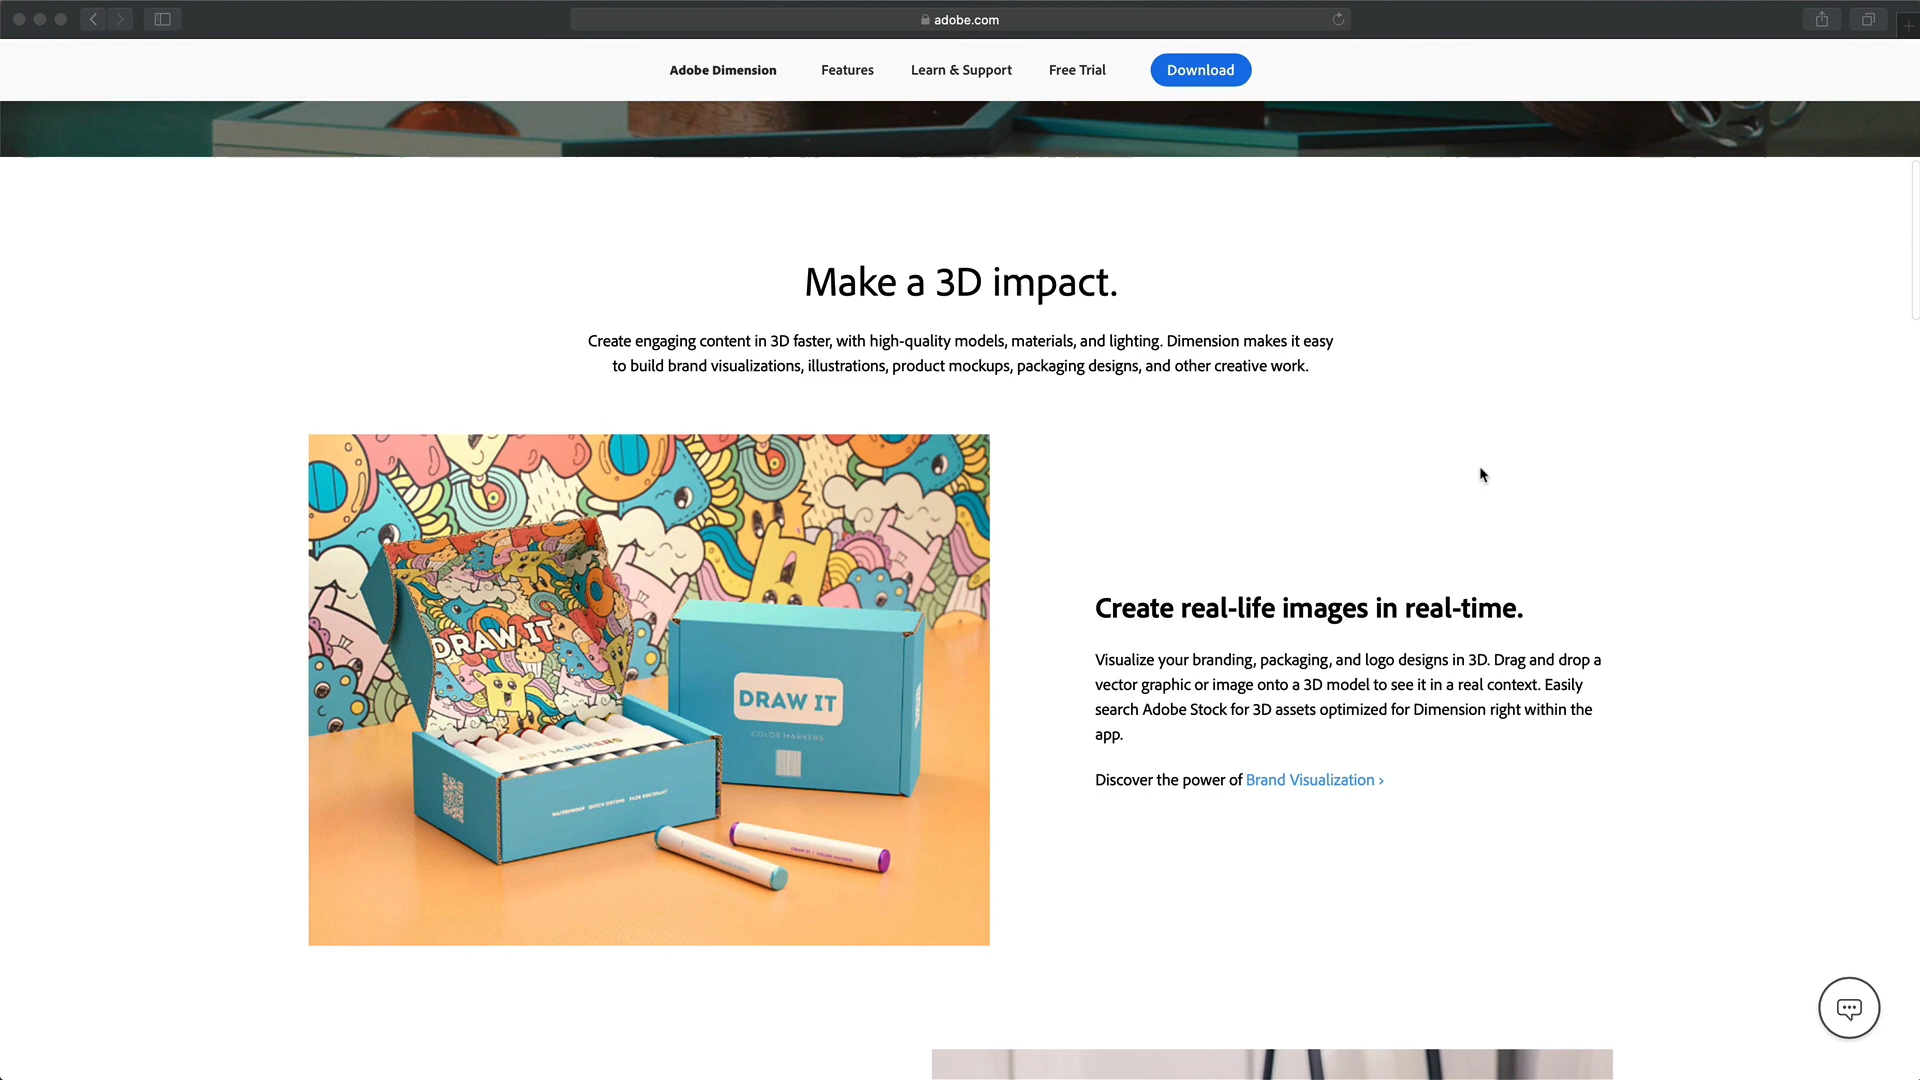 adobe.com
Adobe Dimension Features Learn & Support Free Trial Download
Make a 3D impact.
Create engaging content in 3D faster, with high-quality models, materials, and lighting. Dimension makes it easy
to build brand visualizations, illustrations, product mockups, packaging designs, and other creative work.
DRAW IT
ART MARKERS
DRAW IT
COLOR MARKERS
Create real-life images in real-time.
Visualize your branding, packaging, and logo designs in 3D. Drag and drop a
vector graphic or image onto a 3D model to see it in a real context. Easily
search Adobe Stock for 3D assets optimized for Dimension right within the
app.
Discover the power of Brand Visualization ›